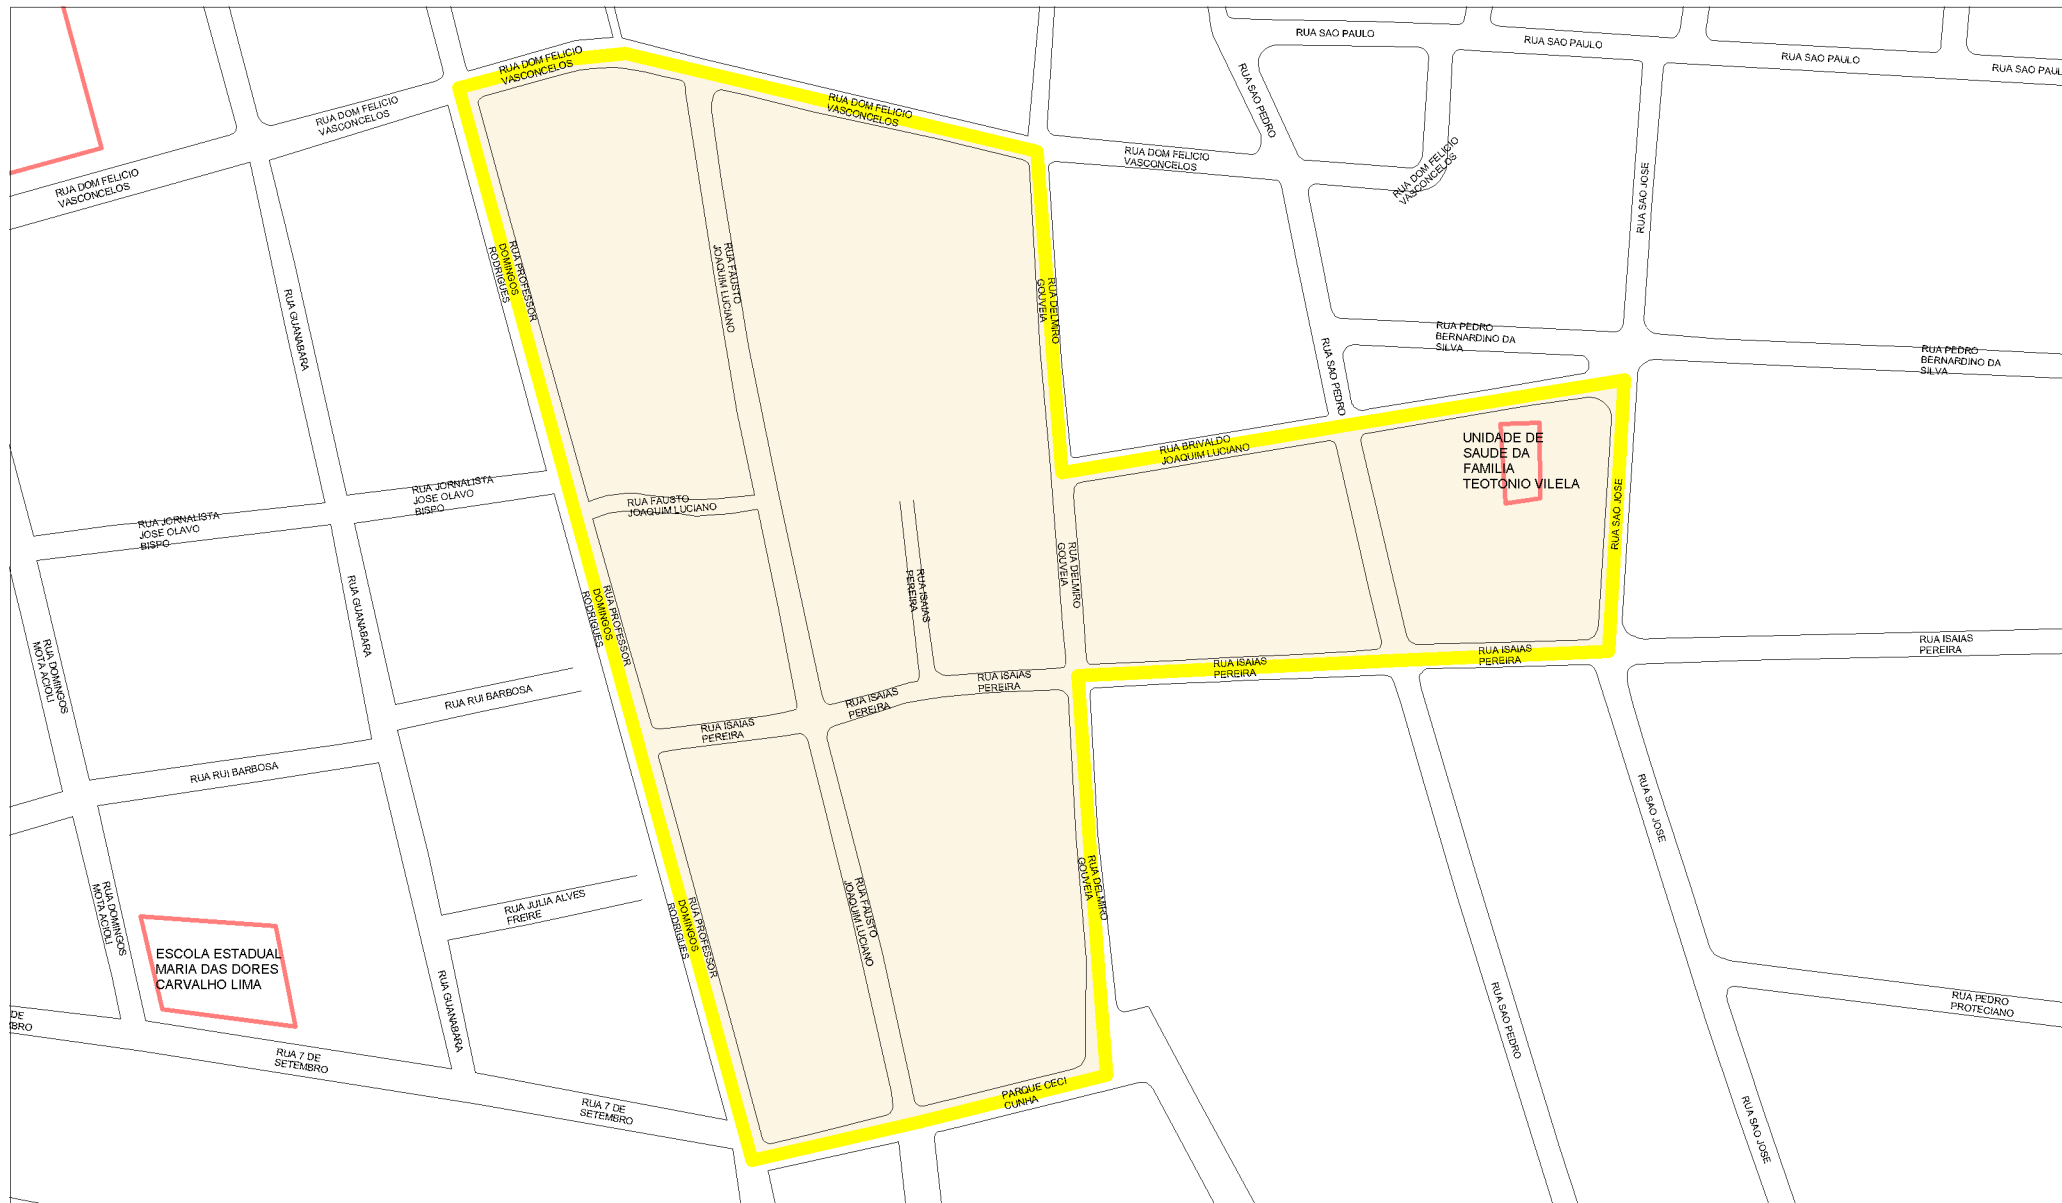 RUA SAO PAULO
RUA SAO PAULO
RUA SAO PAULO
RUA SAO PAUL
RUA DOM FELICIO
VASCONCELOS
RUA DOM FELICIO
VASCONCELOS
RUA DOM FELICIO
VASCONCELOS
RUA DOM FELICIO
VASCONCELOS
RUA DOM FELICIO
VASCONCELOS
RUA DOM FELICIO
VASCONCELOS
RUA SAO PEDRO
RUA SAO JOSE
RUA PROFESSOR
DOMINGOS
RODRIGUES
RUA FAUSTO
JOAQUIM LUCIANO
RUA DELMIRO
GOUVEIA
RUA GUANABARA
RUA SAO PEDRO
RUA PEDRO
BERNARDINO DA
SILVA
RUA PEDRO
BERNARDINO DA
SILVA
RUA BRIVALDO
JOAQUIM LUCIANO
UNIDADE DE
SAUDE DA
FAMILIA
TEOTONIO VILELA
RUA SAO JOSE
RUA JORNALISTA
JOSE OLAVO
BISPO
RUA JORNALISTA
JOSE OLAVO
BISPO
RUA FAUSTO
JOAQUIM LUCIANO
RUA ISAIAS
PEREIRA
RUA DELMIRO
GOUVEIA
RUA GUANABARA
RUA PROFESSOR
DOMINGOS
RODRIGUES
RUA DOMINGOS
MOTA ACIOLI
RUA RUI BARBOSA
RUA RUI BARBOSA
RUA ISAIAS
PEREIRA
RUA ISAIAS
PEREIRA
RUA ISAIAS
PEREIRA
RUA ISAIAS
PEREIRA
RUA ISAIAS
PEREIRA
RUA ISAIAS
PEREIRA
RUA SAO JOSE
RUA DOMINGOS
MOTA ACIOLI
ESCOLA ESTADUAL
MARIA DAS DORES
CARVALHO LIMA
RUA JULIA ALVES
FREIRE
RUA PROFESSOR
DOMINGOS
RODRIGUES
RUA FAUSTO
JOAQUIM LUCIANO
RUA DELMIRO
GOUVEIA
RUA GUANABARA
RUA SAO PEDRO
RUA PEDRO
PROTECIANO
DE
BRO
RUA 7 DE
SETEMBRO
RUA 7 DE
SETEMBRO
PARQUE CECI
CUNHA
RUA SAO JOSE